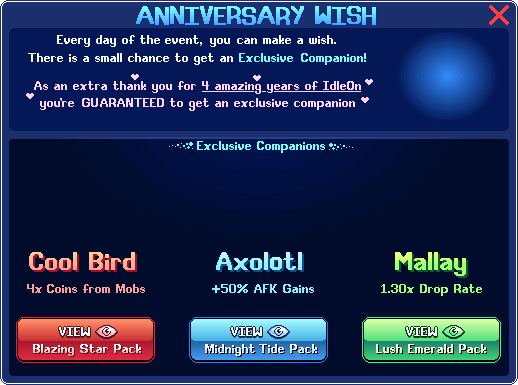 ANNIVERSARY WISH
Every day of the event, you can make a wish.
There is a small chance to get an Exclusive Companion!
As an extra thank you for 4 amazing years of IdleOn
you're GUARANTEED to get an exclusive companion
Exclusive Companions
Cool Bird Axolotl Mallay
4x Coins from Mobs +50% AFK Gains 1.30x Drop Rate
VIEW VIEW VIEW
Blazing Star Pack Midnight Tide Pack Lush Emerald Pack